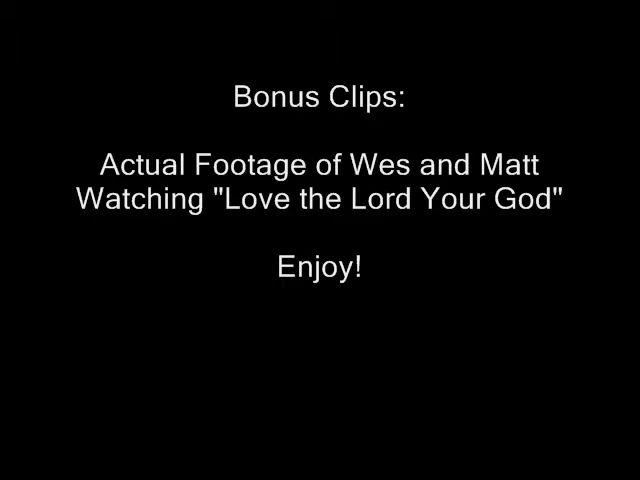 Bonus Clips:
Actual Footage of Wes and Matt
Watching "Love the Lord Your God"
Enjoy!